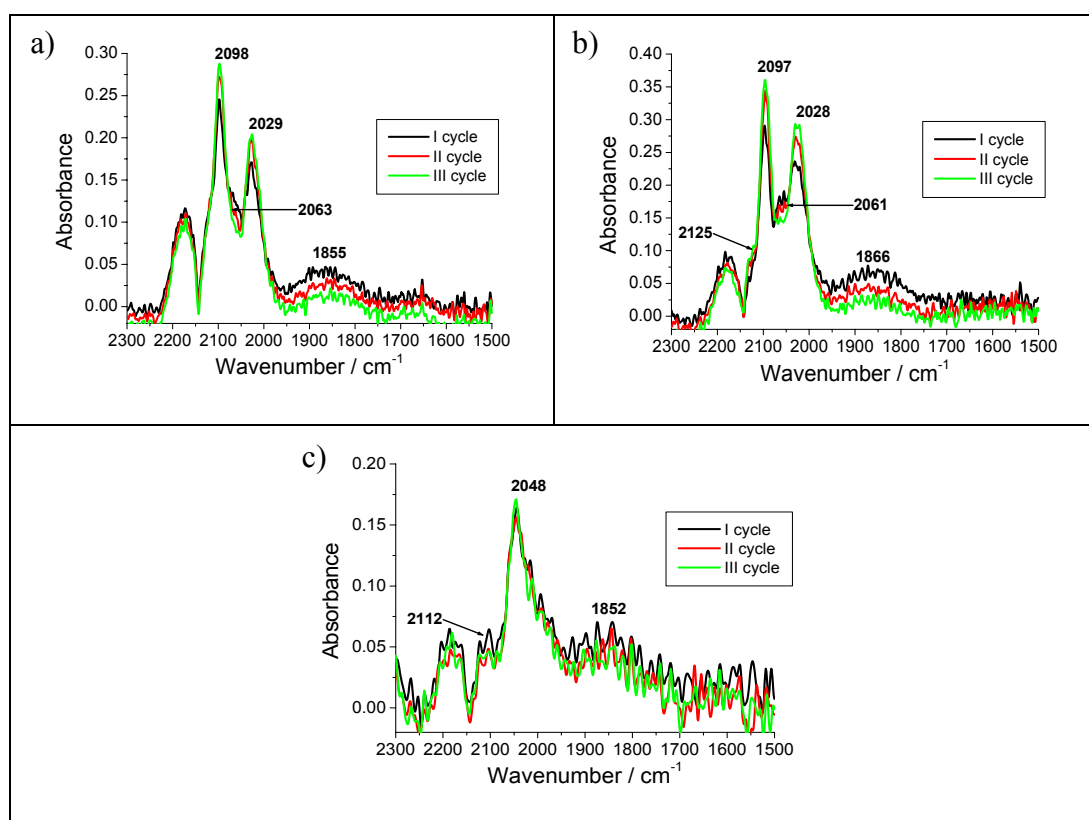 a)
0.30
0.25
0.20
0.15
0.10
0.05
0.00
Absorbance
2098
2029
2063
1855
I cycle
II cycle
III cycle
2300 2200 2100 2000 1900 1800 1700 1600 1500
Wavenumber / cm-1
b)
0.40
0.35
0.30
0.25
0.20
0.15
0.10
0.05
0.00
Absorbance
2097
2028
2061
2125
1866
I cycle
II cycle
III cycle
2300 2200 2100 2000 1900 1800 1700 1600 1500
Wavenumber / cm-1
c)
0.20
0.15
0.10
0.05
0.00
Absorbance
2048
2112
1852
I cycle
II cycle
III cycle
2300 2200 2100 2000 1900 1800 1700 1600 1500
Wavenumber / cm-1